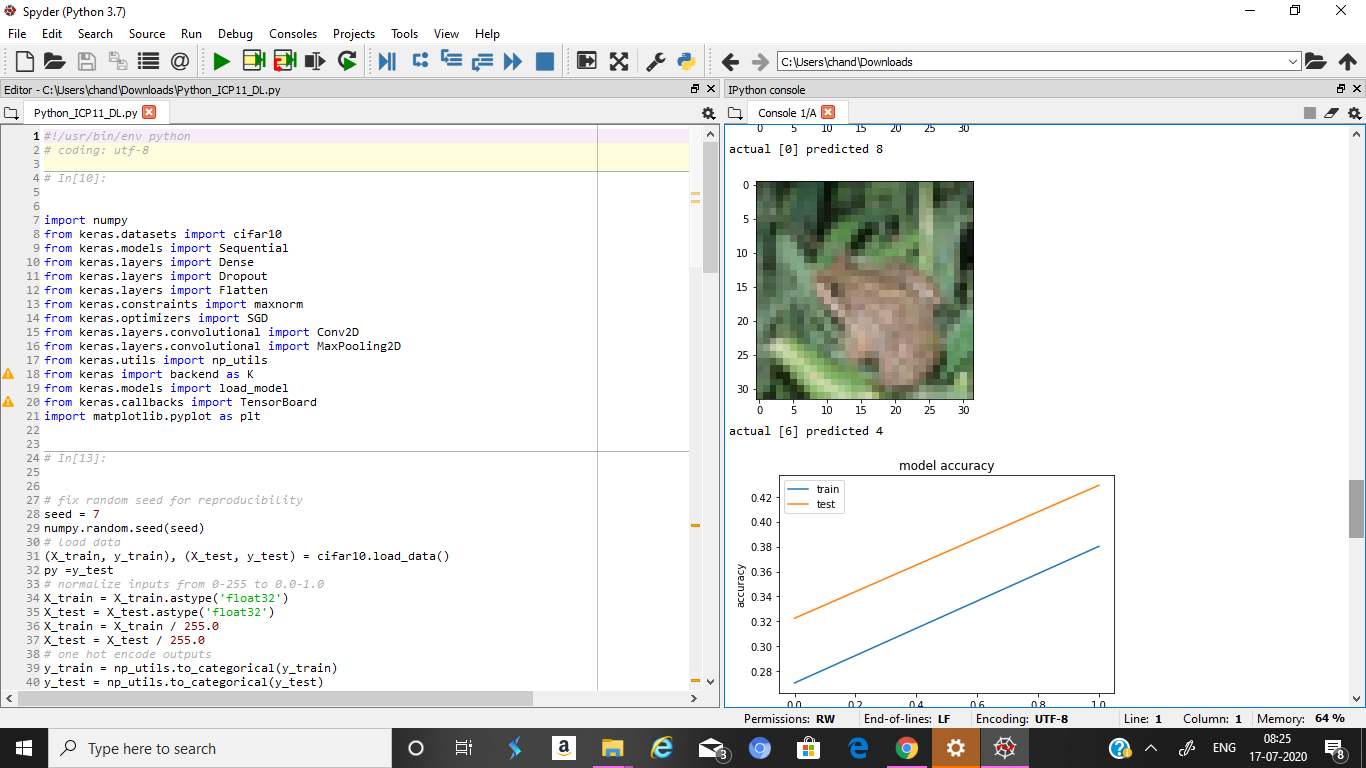 Spyder (Python 3.7)
File Edit Search Source Run Debug Consoles Projects Tools View Help
C:\Users\chand\Downloads
Editor - C:\Users\chand\Downloads\Python_ICP11_DL.py
Python_ICP11_DL.py
1 #!/usr/bin/env python
2 # coding: utf-8
3
4 # In[10]:
5
6
7 import numpy
8 from keras.datasets import cifar10
9 from keras.models import Sequential
10 from keras.layers import Dense
11 from keras.layers import Dropout
12 from keras.layers import Flatten
13 from keras.constraints import maxnorm
14 from keras.optimizers import SGD
15 from keras.layers.convolutional import Conv2D
16 from keras.layers.convolutional import MaxPooling2D
17 from keras.utils import np_utils
18 from keras import backend as K
19 from keras.models import load_model
20 from keras.callbacks import TensorBoard
21 import matplotlib.pyplot as plt
22
23
24 # In[13]:
25
26
27 # fix random seed for reproducibility
28 seed = 7
29 numpy.random.seed(seed)
30 # load data
31 (X_train, y_train), (X_test, y_test) = cifar10.load_data()
32 py =y_test
33 # normalize inputs from 0-255 to 0.0-1.0
34 X_train = X_train.astype('float32')
35 X_test = X_test.astype('float32')
36 X_train = X_train / 255.0
37 X_test = X_test / 255.0
38 # one hot encode outputs
39 y_train = np_utils.to_categorical(y_train)
40 y_test = np_utils.to_categorical(y_test)
IPython console
Console 1/A
0 5 10 15 20 25 30
actual [0] predicted 8
0
5
10
15
20
25
30
0 5 10 15 20 25 30
actual [6] predicted 4
model accuracy
train
test
accuracy
0.42
0.40
0.38
0.36
0.34
0.32
0.30
0.28
0.0 0.2 0.4 0.6 0.8 1.0
Permissions: RW End-of-lines: LF Encoding: UTF-8 Line: 1 Column: 1 Memory: 64 %
Type here to search
a
3
ENG
08:25
17-07-2020
8